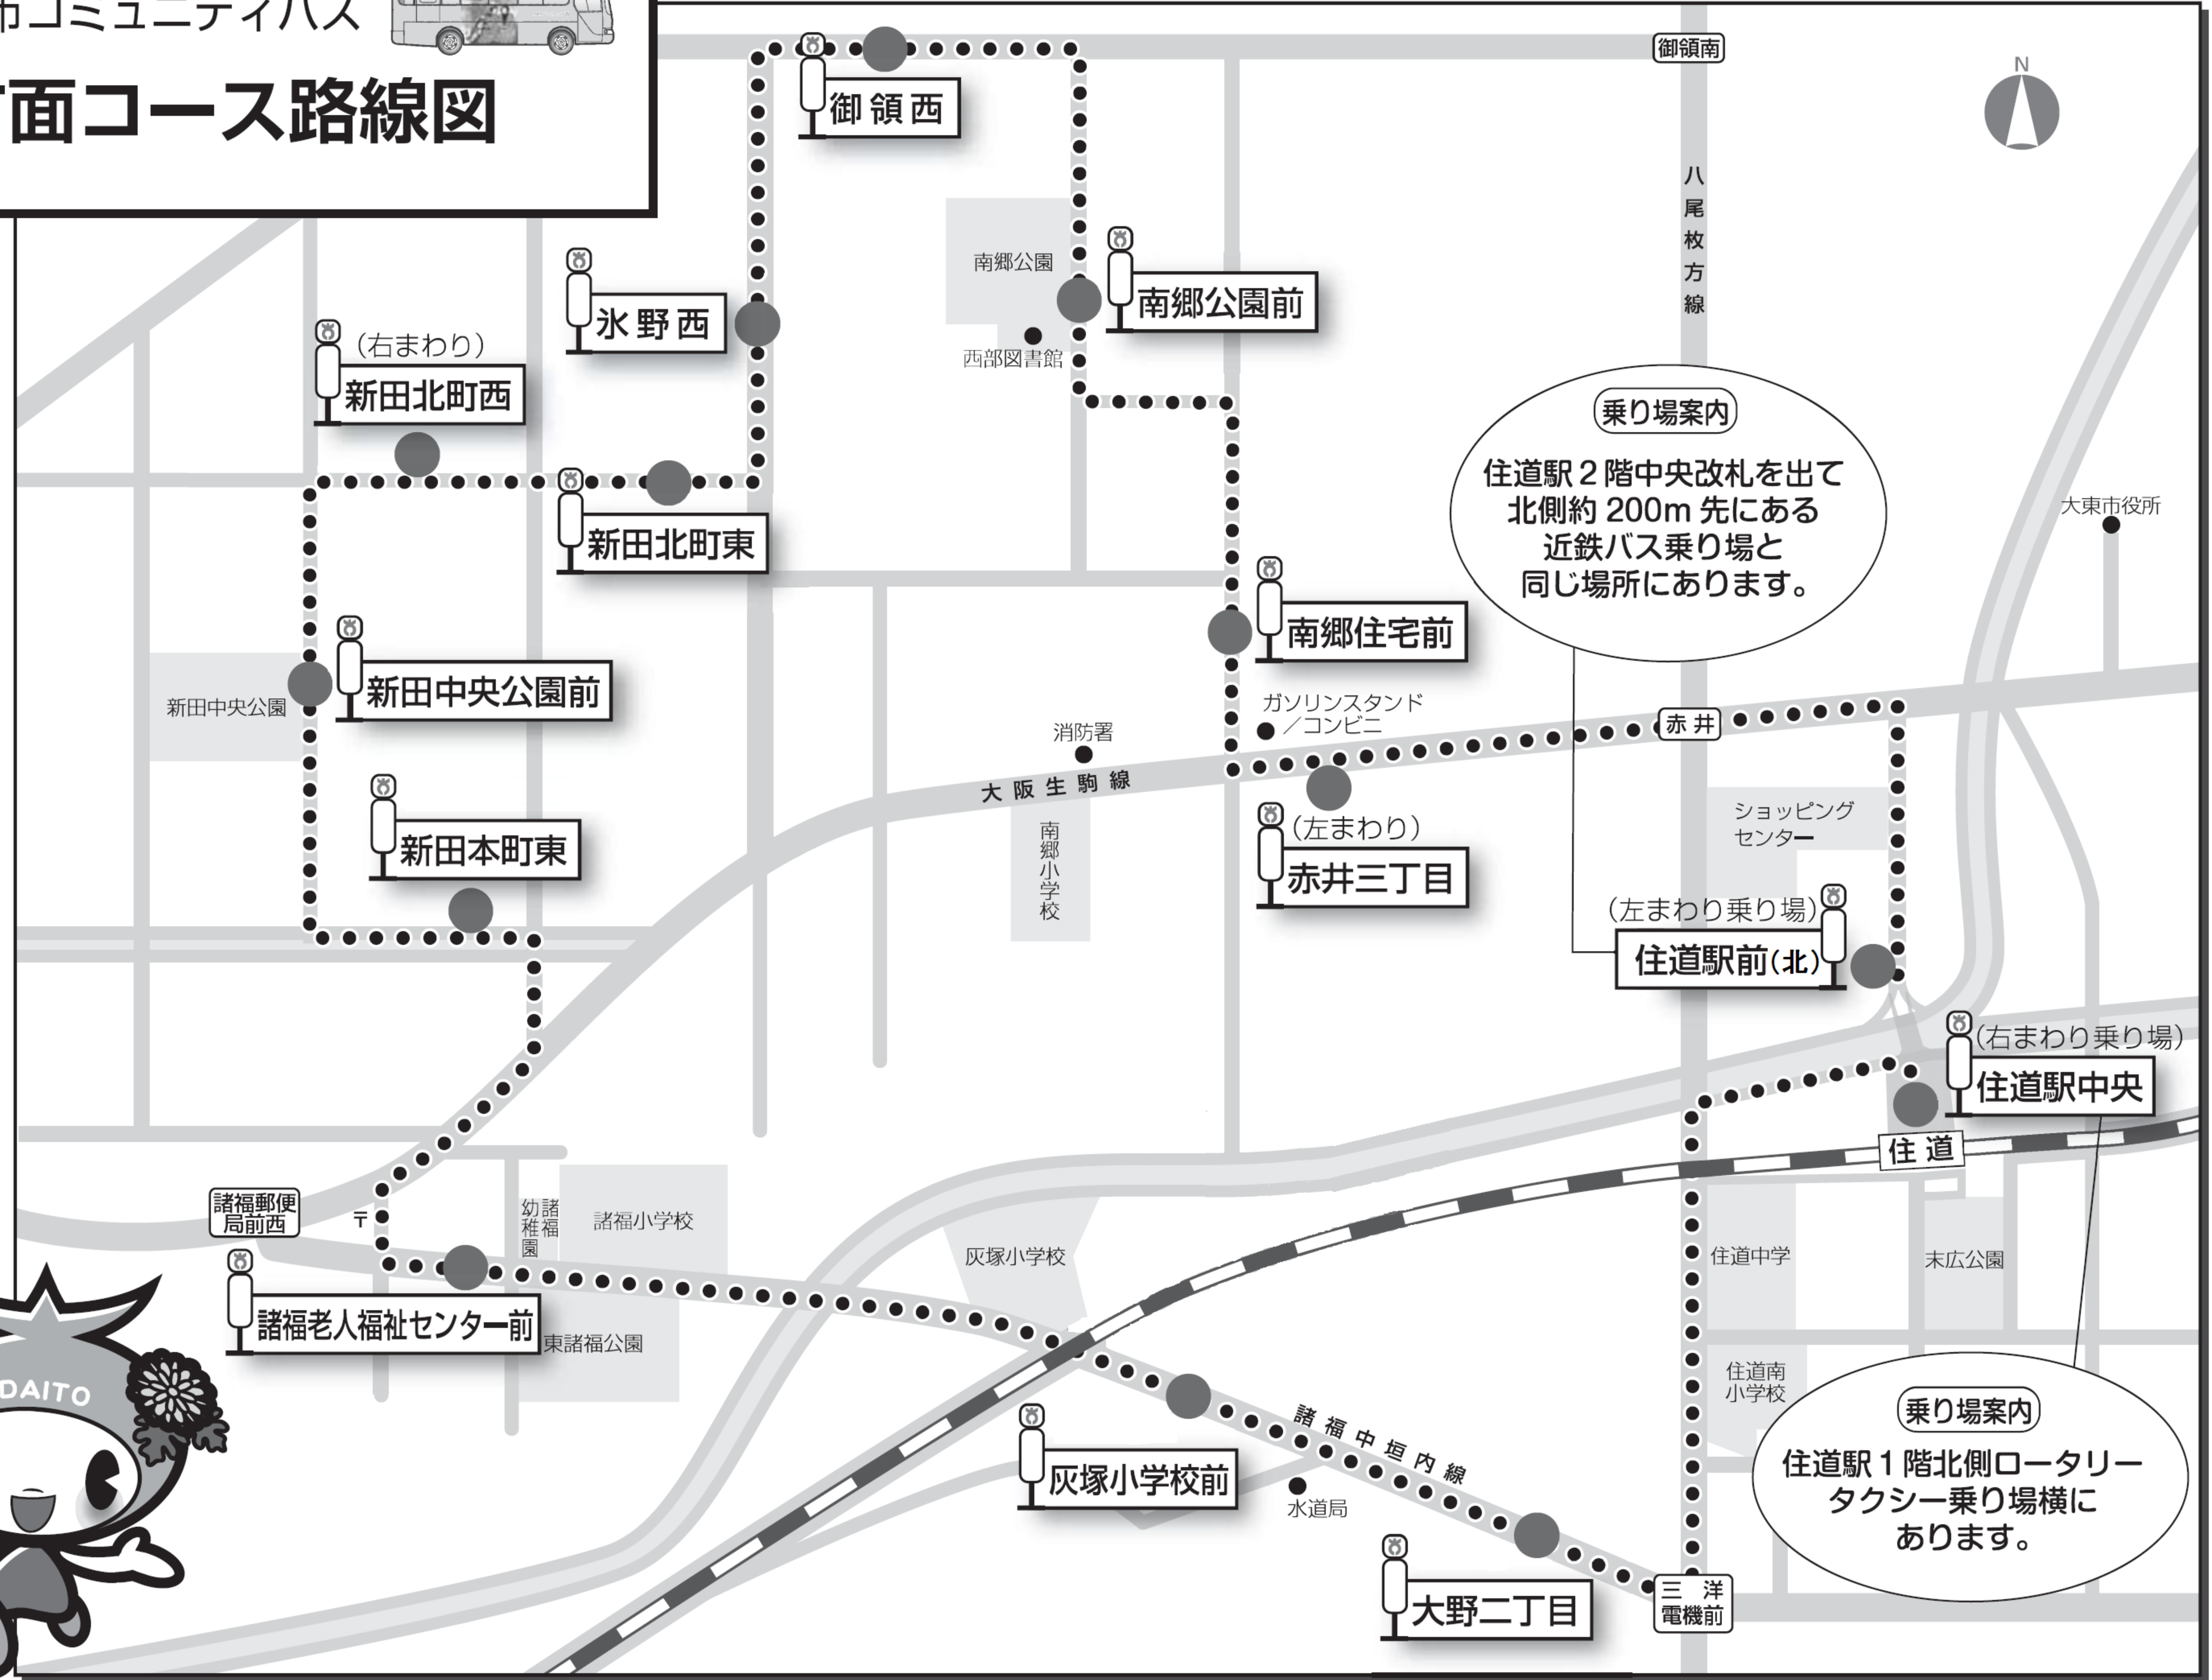 市コミュニティバス
面コース路線図
御領南
N
御領西
八尾枚方線
南郷公園
南郷公園前
氷野西
西部図書館
(右まわり)
新田北町西
乗り場案内
住道駅2階中央改札を出て
北側約200m先にある
近鉄バス乗り場と
同じ場所にあります。
大東市役所
新田北町東
南郷住宅前
新田中央公園前
新田中央公園
ガソリンスタンド
／コンビニ
赤井
消防署
大阪生駒線
ショッピング
センター
南郷小学校
(左まわり)
赤井三丁目
新田本町東
(左まわり乗り場)
住道駅前(北)
(右まわり乗り場)
住道駅中央
住道
諸福郵便
局前西
〒
諸福
幼稚園
諸福小学校
灰塚小学校
住道中学
末広公園
諸福老人福祉センター前
東諸福公園
DAITO
住道南
小学校
諸福中垣内線
灰塚小学校前
水道局
乗り場案内
住道駅1階北側ロータリー
タクシー乗り場横に
あります。
大野二丁目
三洋
電機前